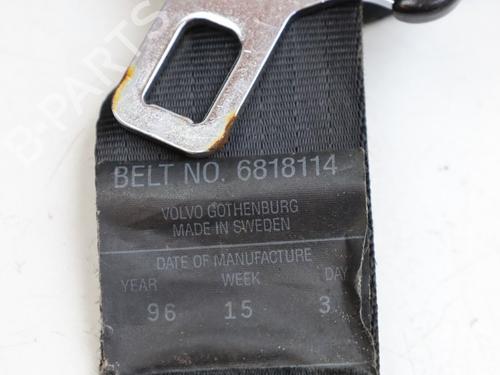 B-PARTS
BELT NO. 6818114
VOLVO GOTHENBURG
MADE IN SWEDEN
DATE OF MANUFACTURE
YEAR WEEK DAY
96 15 3